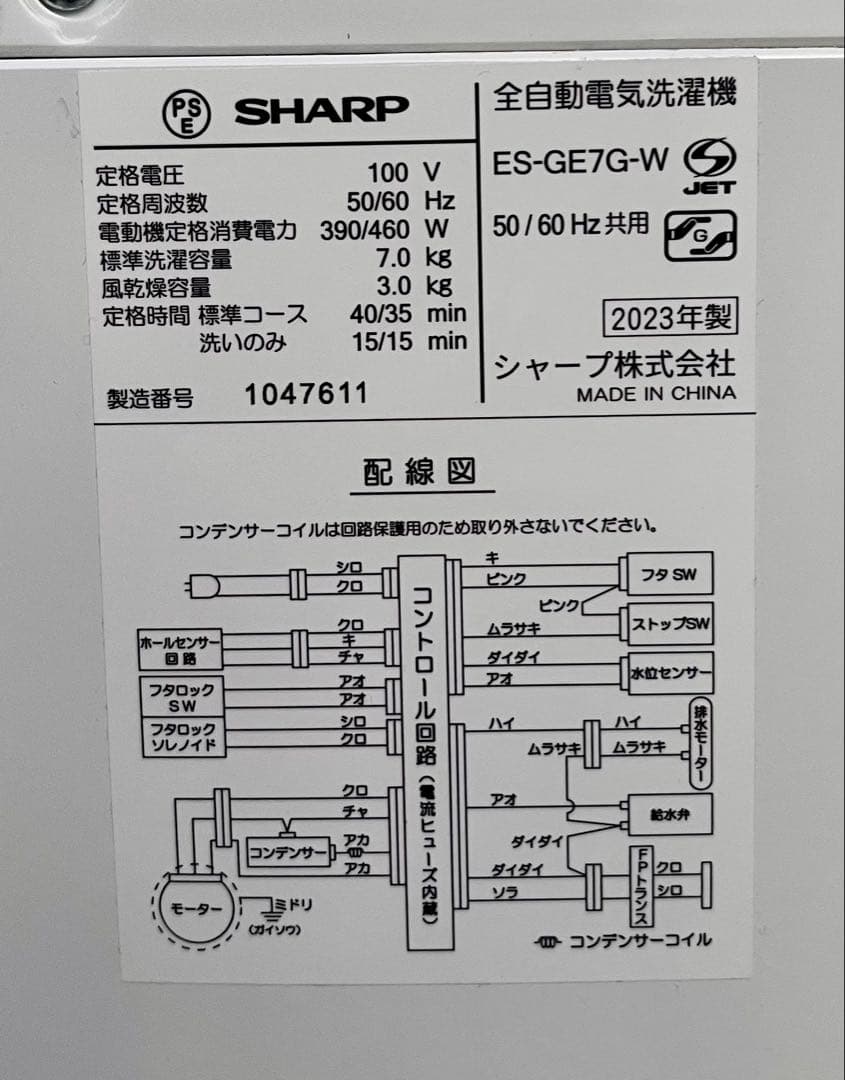 PS
E
SHARP
定格電圧 100 V
定格周波数 50/60 Hz
電動機定格消費電力 390/460 W
標準洗濯容量 7.0 kg
風乾燥容量 3.0 kg
定格時間 標準コース 40/35 min
洗いのみ 15/15 min
製造番号 1047611
全自動電気洗濯機
ES-GE7G-W
JET
50/60 Hz共用
G
2023年製
シャープ株式会社
MADE IN CHINA
配線図
コンデンサーコイルは回路保護用のため取り外さないでください。
シロ
クロ
ホールセンサー
回路
クロ
キ
チャ
フタロック
SW
アオ
アオ
フタロック
ソレノイド
シロ
クロ
クロ
チャ
コンデンサー
アカ
アカ
モーター
ミドリ
(ガイソウ)
コントロール回路(電流ヒューズ内蔵)
キ
ピンク
フタSW
ピンク
ムラサキ
ストップSW
ダイダイ
アオ
水位センサー
ハイ
ハイ
ムラサキ
ムラサキ
排水モーター
アオ
給水弁
ダイダイ
ダイダイ
ソラ
FPトランス
クロ
シロ
コンデンサーコイル